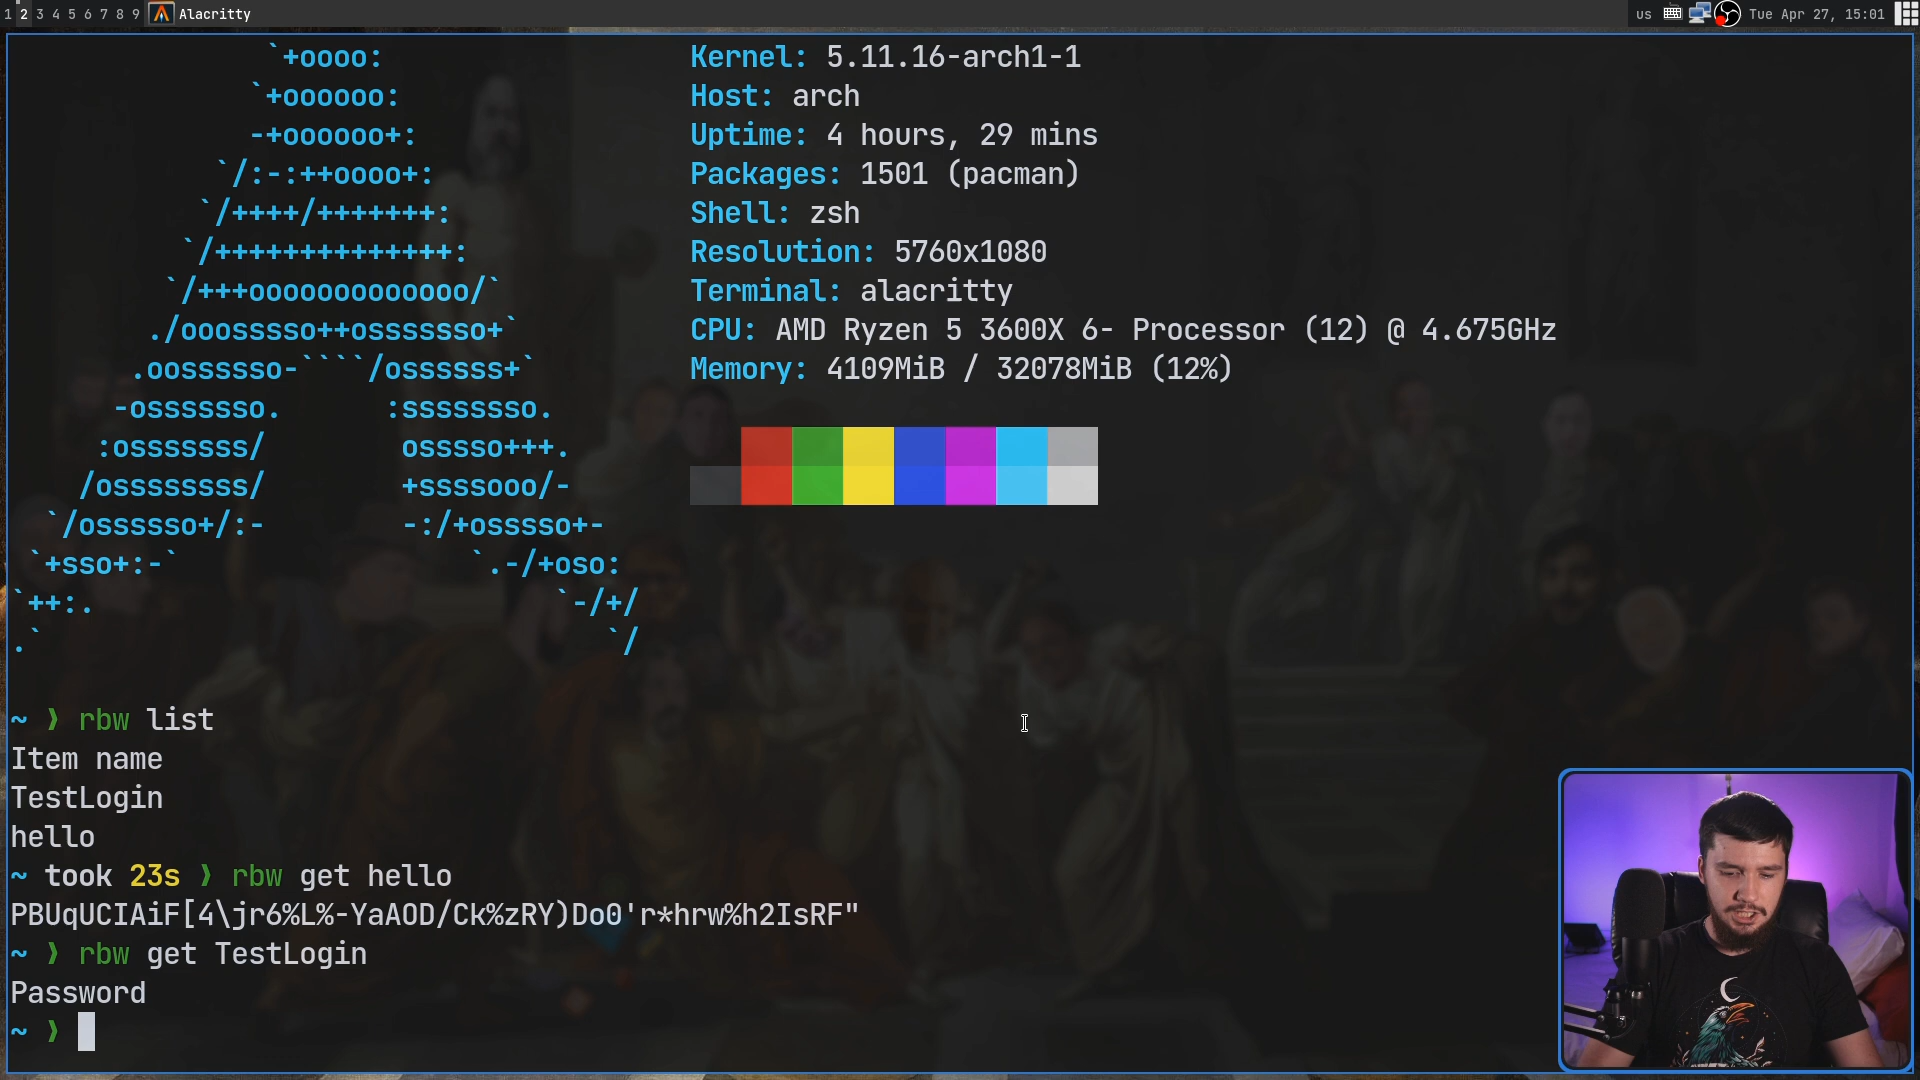 1 2 3 4 5 6 7 8 9 Alacritty us Tue Apr 27, 15:01
`+oooo: Kernel: 5.11.16-arch1-1
`+oooooo: Host: arch
-+oooooo+: Uptime: 4 hours, 29 mins
`/:-:++oooo+: Packages: 1501 (pacman)
`/++++/+++++++: Shell: zsh
`/++++++++++++++: Resolution: 5760x1080
`/+++ooooooooooooo/` Terminal: alacritty
./ooosssso++osssssso+` CPU: AMD Ryzen 5 3600X 6- Processor (12) @ 4.675GHz
.oossssso-````/ossssss+` Memory: 4109MiB / 32078MiB (12%)
-osssssso. :ssssssso.
:osssssss/ osssso+++.
/ossssssss/ +ssssooo/-
`/ossssso+/:- -:/+osssso+-
`+sso+:-` `.-/+oso:
`++:. `-/+/
.` `/
~ ❯ rbw list
Item name
TestLogin
hello
~ took 23s ❯ rbw get hello
PBUqUCIAiF[4\jr6%L%-YaAOD/Ck%zRY)Do0'r*hrw%h2IsRF"
~ ❯ rbw get TestLogin
Password
~ ❯